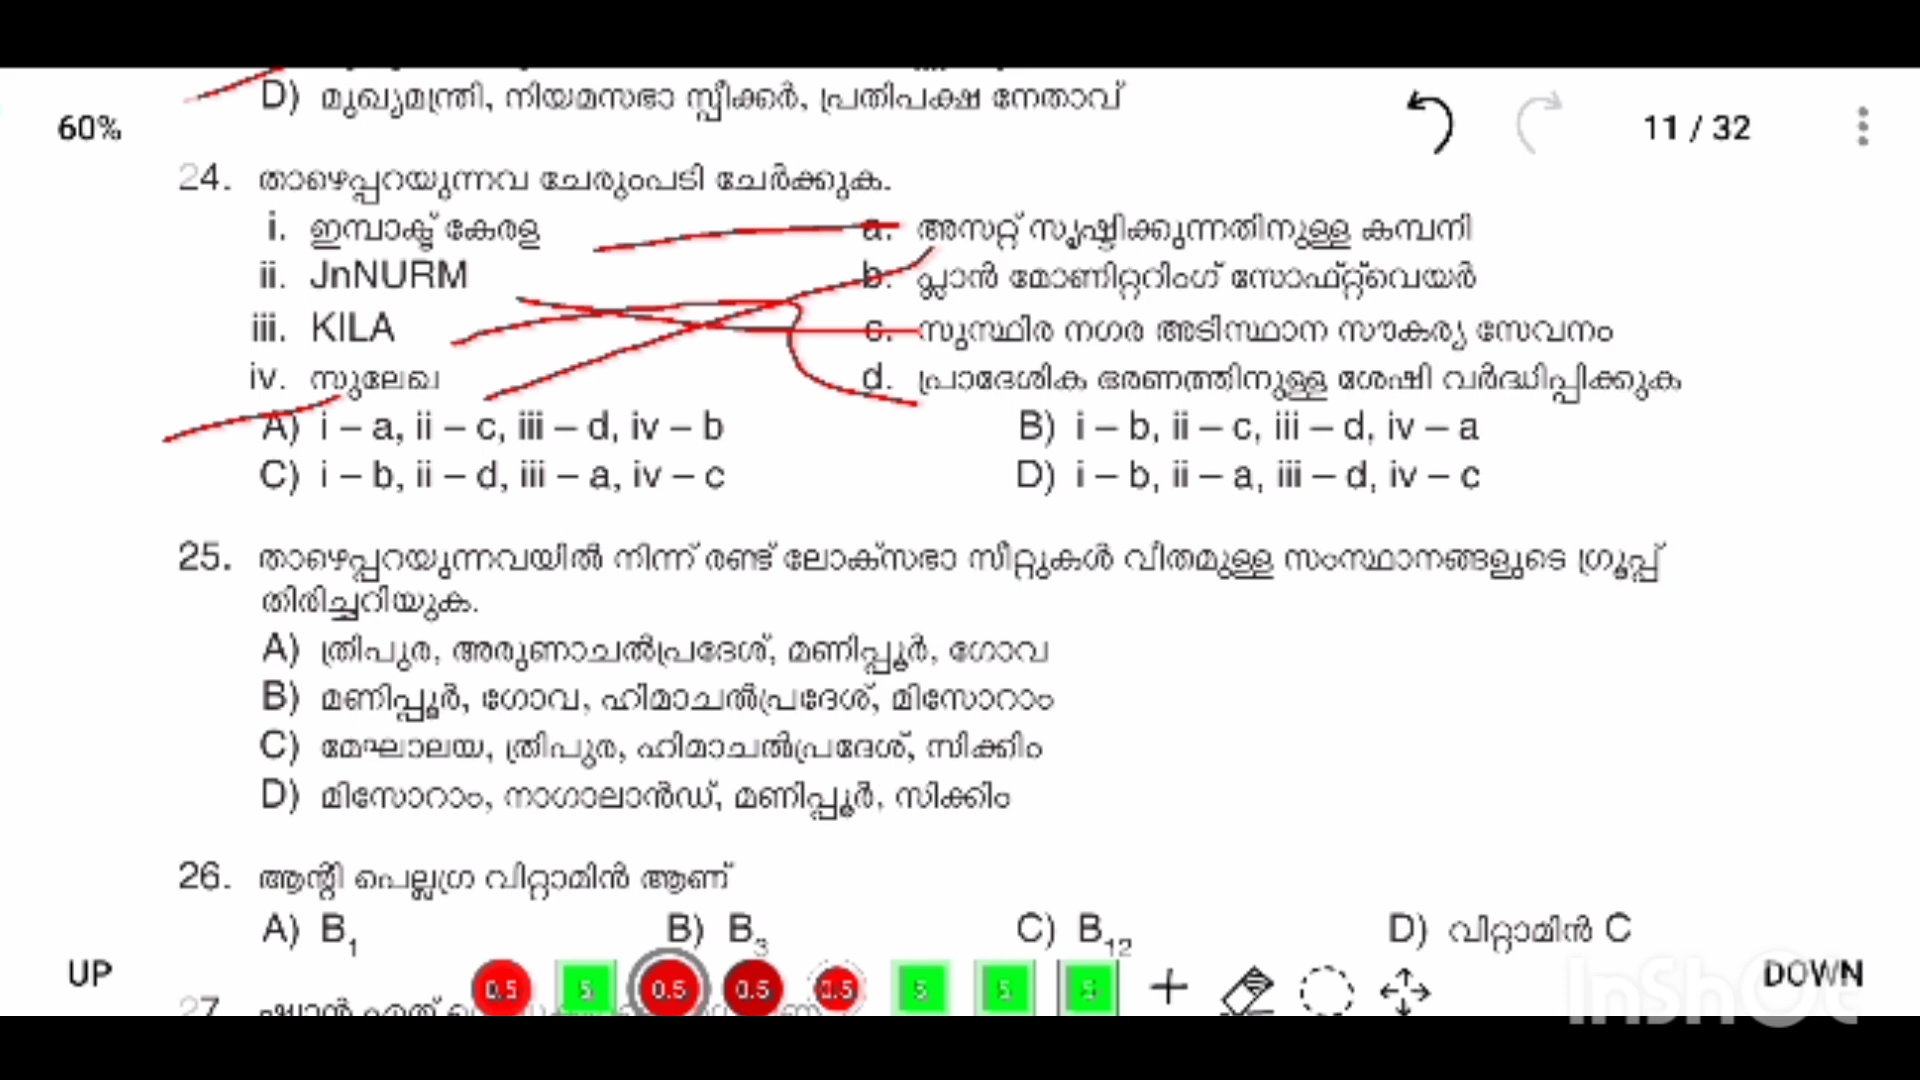 D) മുഖ്യമന്ത്രി, നിയമസഭാ സ്പീക്കർ, പ്രതിപക്ഷ നേതാവ്
60%
11 / 32
24. താഴെപ്പറയുന്നവ ചേരുംപടി ചേർക്കുക.
i. ഇമ്പാക്ട് കേരള a. അസറ്റ് സൃഷ്ടിക്കുന്നതിനുള്ള കമ്പനി
ii. JnNURM b. പ്ലാൻ മോണിറ്ററിംഗ് സോഫ്റ്റ്‌വെയർ
iii. KILA c. സുസ്ഥിര നഗര അടിസ്ഥാന സൗകര്യ സേവനം
iv. സുലേഖ d. പ്രാദേശിക ഭരണത്തിനുള്ള ശേഷി വർദ്ധിപ്പിക്കുക
A) i – a, ii – c, iii – d, iv – b B) i – b, ii – c, iii – d, iv – a
C) i – b, ii – d, iii – a, iv – c D) i – b, ii – a, iii – d, iv – c
25. താഴെപ്പറയുന്നവയിൽ നിന്ന് രണ്ട് ലോക്സഭാ സീറ്റുകൾ വീതമുള്ള സംസ്ഥാനങ്ങളുടെ ഗ്രൂപ്പ്
തിരിച്ചറിയുക.
A) ത്രിപുര, അരുണാചൽപ്രദേശ്, മണിപ്പൂർ, ഗോവ
B) മണിപ്പൂർ, ഗോവ, ഹിമാചൽപ്രദേശ്, മിസോറാം
C) മേഘാലയ, ത്രിപുര, ഹിമാചൽപ്രദേശ്, സിക്കിം
D) മിസോറാം, നാഗാലാൻഡ്, മണിപ്പൂർ, സിക്കിം
26. ആന്റി പെല്ലഗ്ര വിറ്റാമിൻ ആണ്
A) B₁ B) B₃ C) B₁₂ D) വിറ്റാമിൻ C
UP 0.5 5 0.5 0.5 0.5 5 5 5 DOWN
InShOt
27.